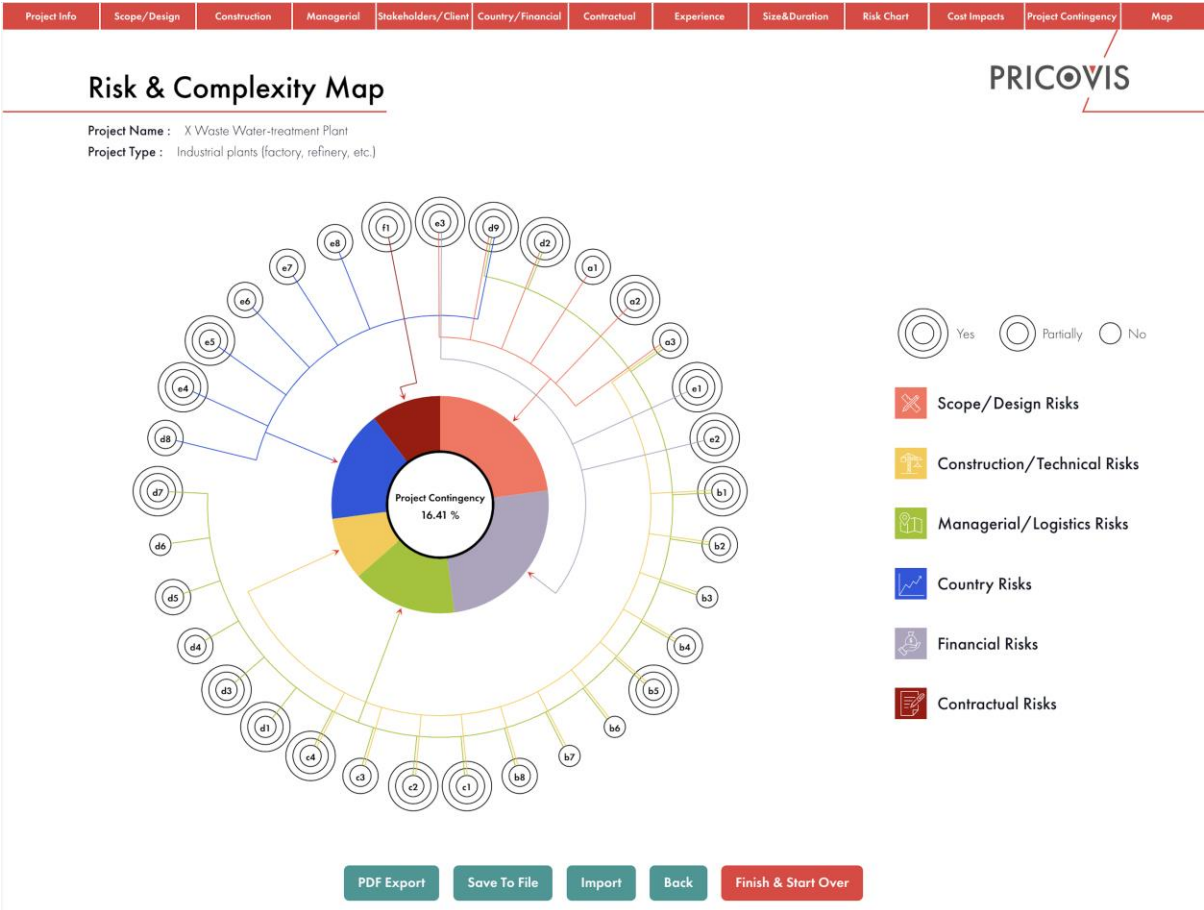 Project Info Scope/Design Construction Managerial Stakeholders/Client Country/Financial Contractual Experience Size&Duration Risk Chart Cost Impacts Project Contingency Map
Risk & Complexity Map
PRICOVIS
Project Name : X Waste Water-treatment Plant
Project Type : Industrial plants (factory, refinery, etc.)
f1
e3
d9
d2
a1
a2
a3
e1
e2
b1
b2
b3
b4
b5
b6
b7
b8
c1
c2
c3
c4
d1
d3
d4
d5
d6
d7
d8
e4
e5
e6
e7
e8
Project Contingency
16.41 %
Yes Partially No
Scope/Design Risks
Construction/Technical Risks
Managerial/Logistics Risks
Country Risks
Financial Risks
Contractual Risks
PDF Export Save To File Import Back Finish & Start Over